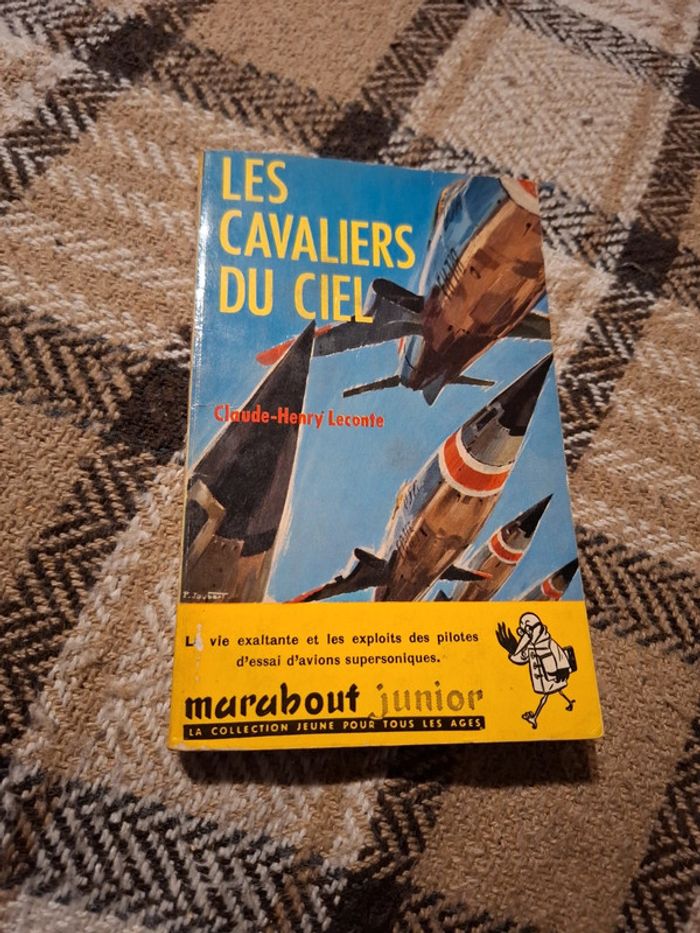 LES
CAVALIERS
DU CIEL
Claude-Henry Leconte
P. Joubert
La vie exaltante et les exploits des pilotes
d'essai d'avions supersoniques.
marabout junior
LA COLLECTION JEUNE POUR TOUS LES AGES